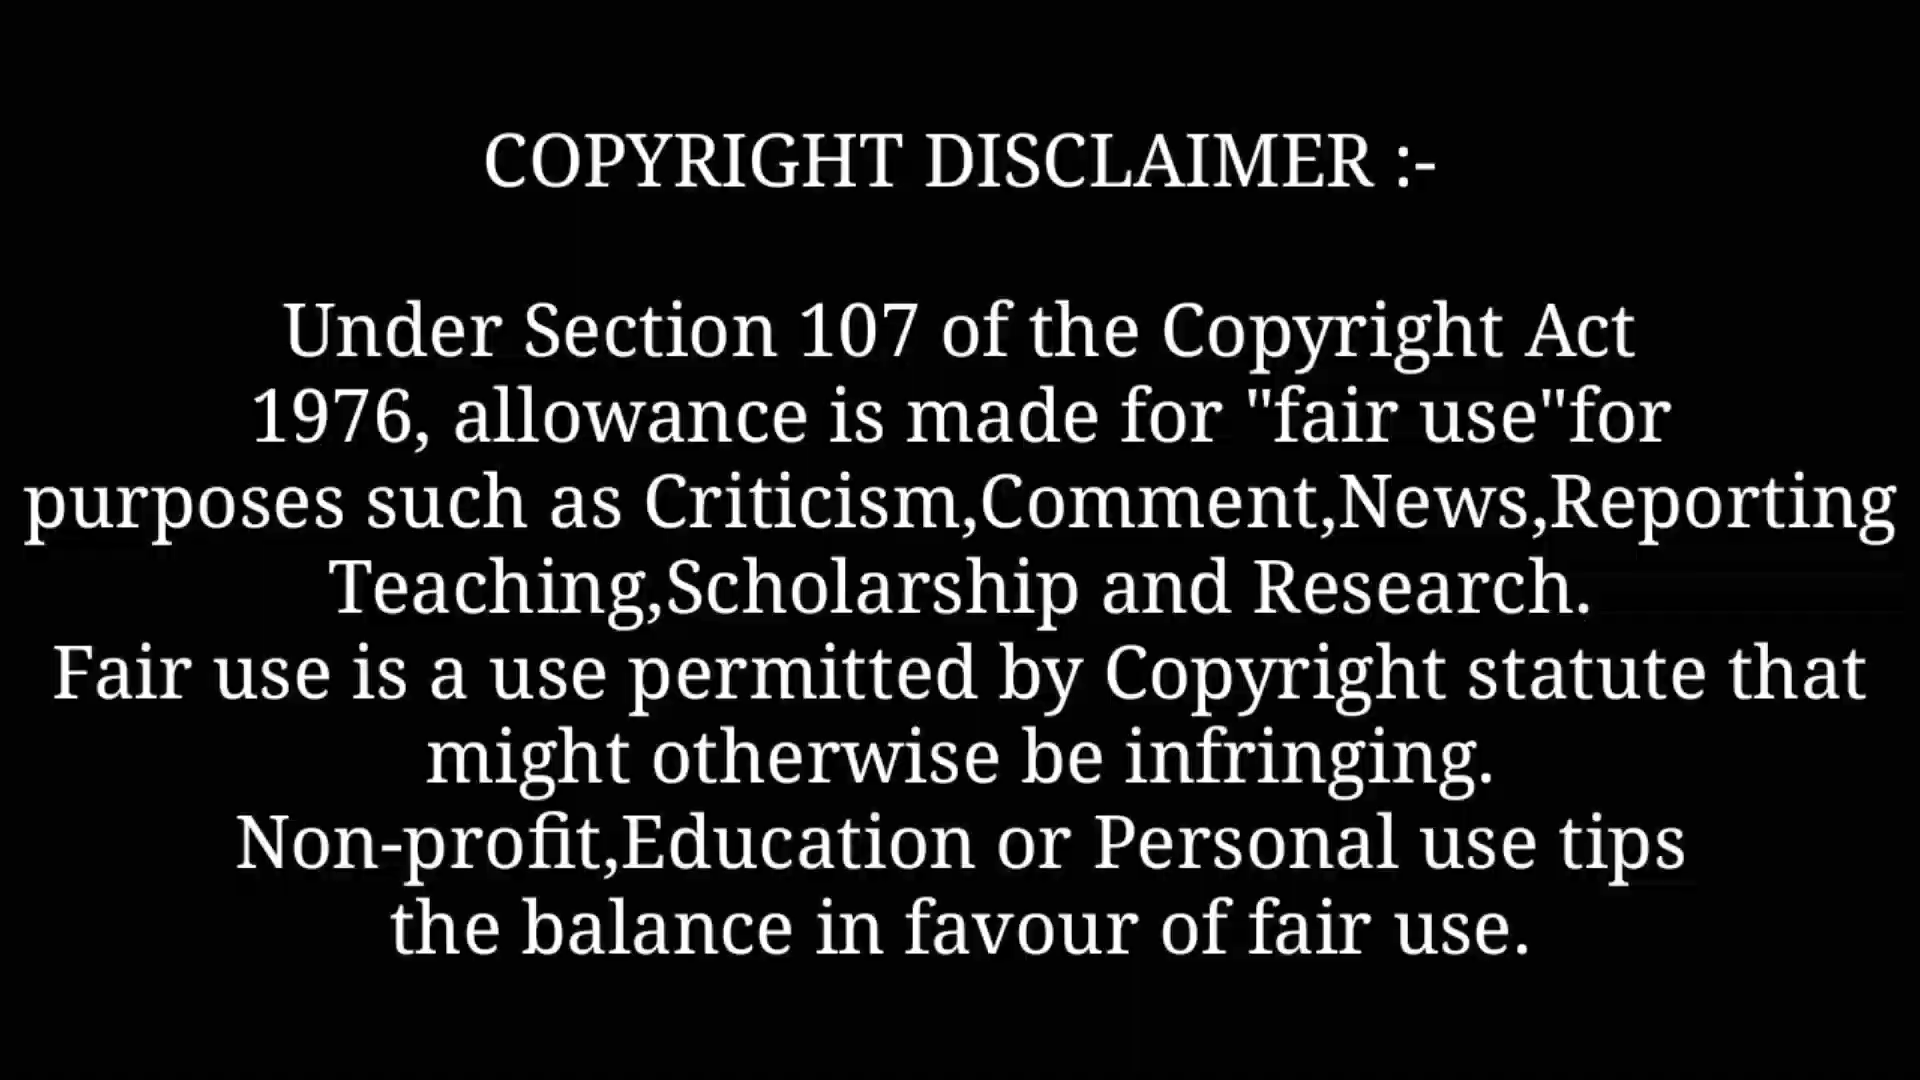 COPYRIGHT DISCLAIMER :-
Under Section 107 of the Copyright Act
1976, allowance is made for "fair use"for
purposes such as Criticism,Comment,News,Reporting
Teaching,Scholarship and Research.
Fair use is a use permitted by Copyright statute that
might otherwise be infringing.
Non-profit,Education or Personal use tips
the balance in favour of fair use.